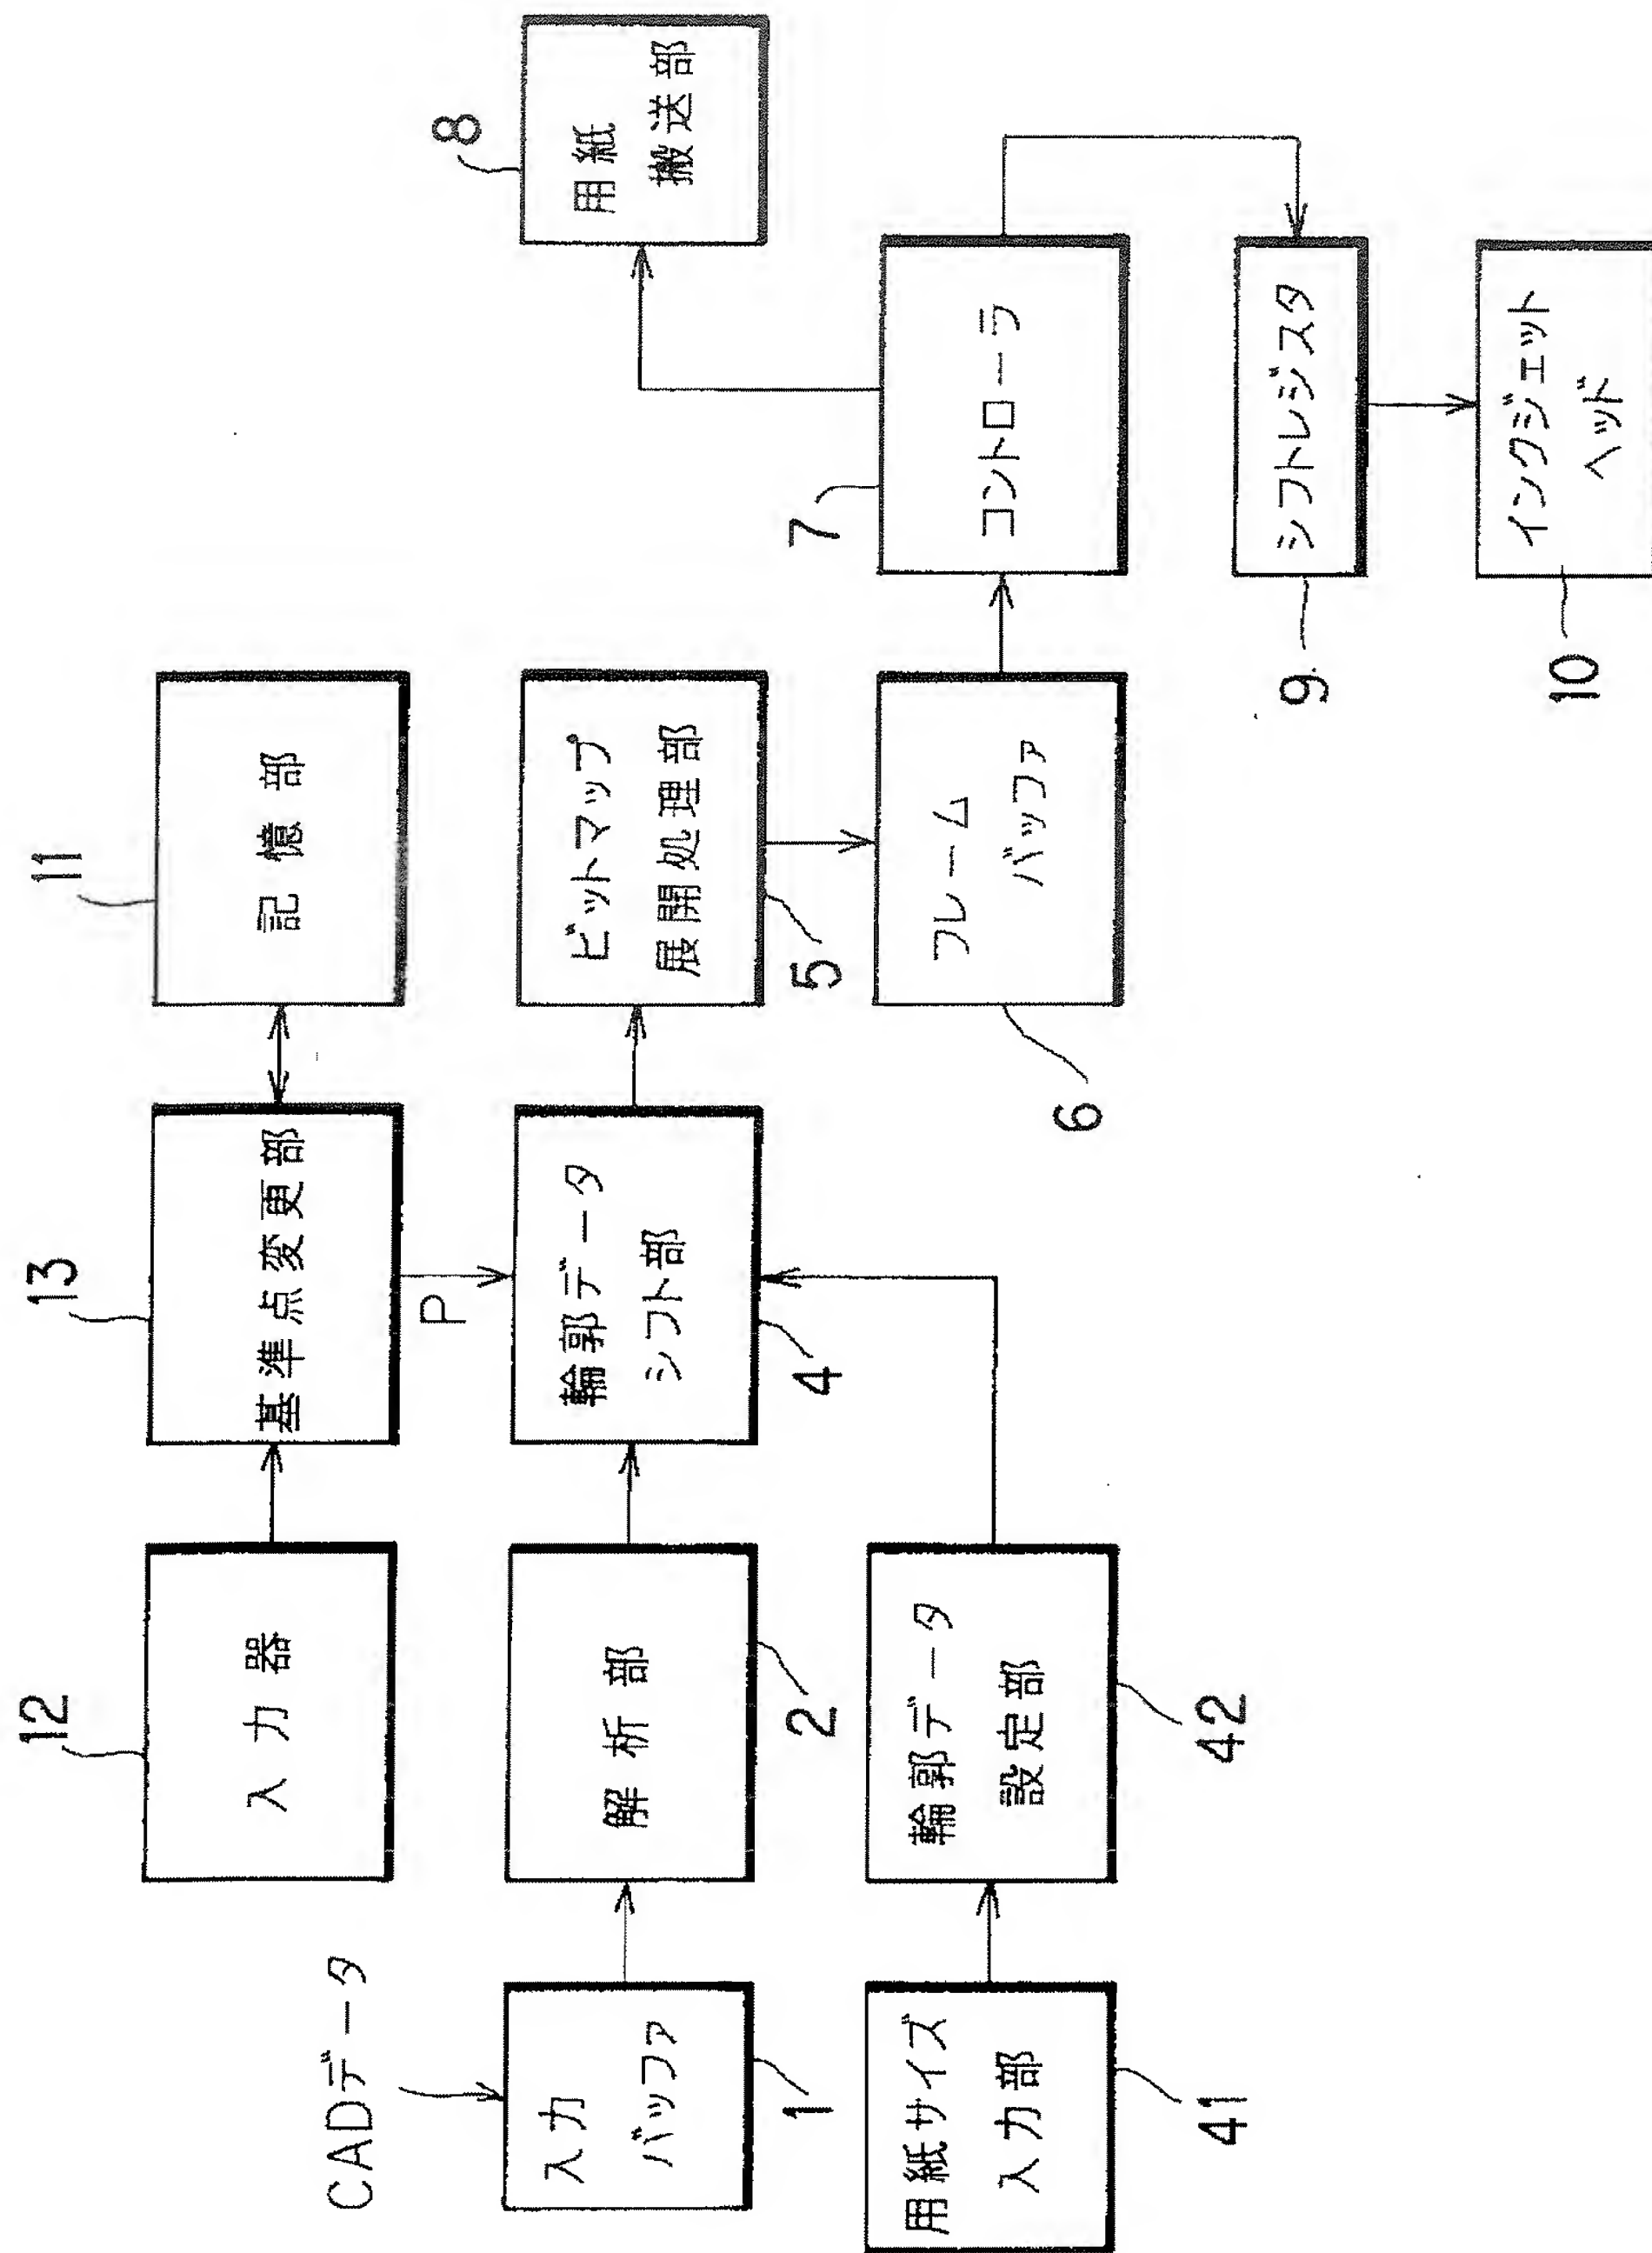 12
入力器
13
基準点変更部
11
記憶部
P
CADデータ
入力
バッファ
1
解析部
2
輪郭データ
シフト部
4
ビットマップ
展開処理部
5
用紙
搬送部
8
用紙サイズ
入力部
41
輪郭データ
設定部
42
フレーム
バッファ
6
コントローラ
7
シフトレジスタ
9
インクジェット
ヘッド
10